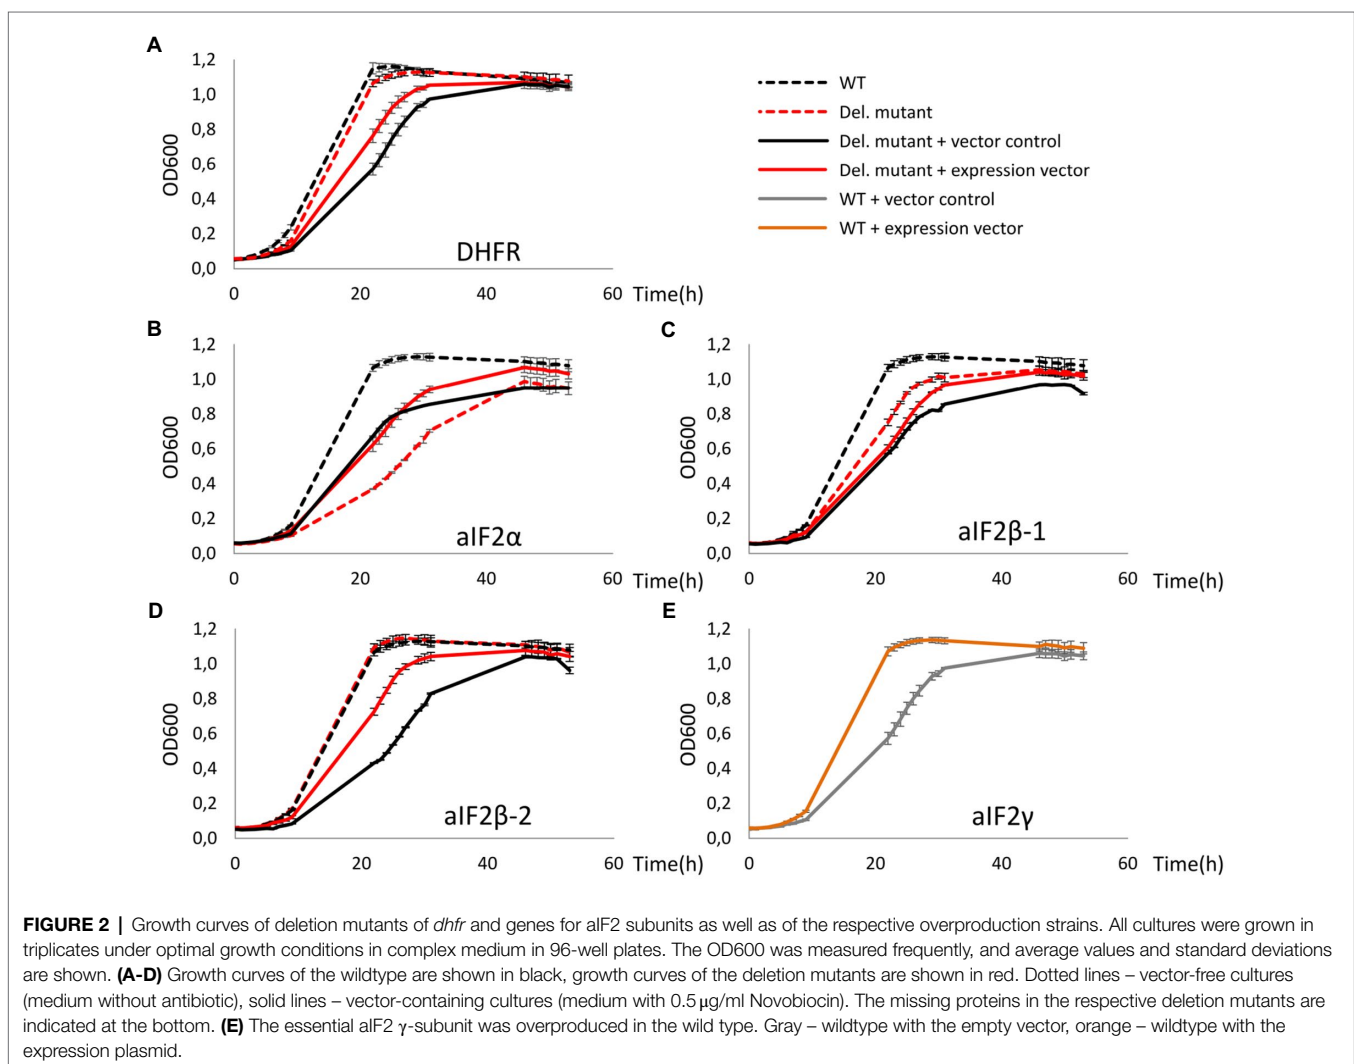 A
1,2
1,0
0,8
0,6
0,4
0,2
0,0
OD600
DHFR
0 20 40 60 Time(h)
WT
Del. mutant
Del. mutant + vector control
Del. mutant + expression vector
WT + vector control
WT + expression vector
B
1,2
1,0
0,8
0,6
0,4
0,2
0,0
OD600
aIF2α
0 20 40 60 Time(h)
C
1,2
1,0
0,8
0,6
0,4
0,2
0,0
OD600
aIF2β-1
0 20 40 60 Time(h)
D
1,2
1,0
0,8
0,6
0,4
0,2
0,0
OD600
aIF2β-2
0 20 40 60 Time(h)
E
1,2
1,0
0,8
0,6
0,4
0,2
0,0
OD600
aIF2γ
0 20 40 60 Time(h)
FIGURE 2 | Growth curves of deletion mutants of dhfr and genes for aIF2 subunits as well as of the respective overproduction strains. All cultures were grown in
triplicates under optimal growth conditions in complex medium in 96-well plates. The OD600 was measured frequently, and average values and standard deviations
are shown. (A-D) Growth curves of the wildtype are shown in black, growth curves of the deletion mutants are shown in red. Dotted lines – vector-free cultures
(medium without antibiotic), solid lines – vector-containing cultures (medium with 0.5 μg/ml Novobiocin). The missing proteins in the respective deletion mutants are
indicated at the bottom. (E) The essential aIF2 γ-subunit was overproduced in the wild type. Gray – wildtype with the empty vector, orange – wildtype with the
expression plasmid.